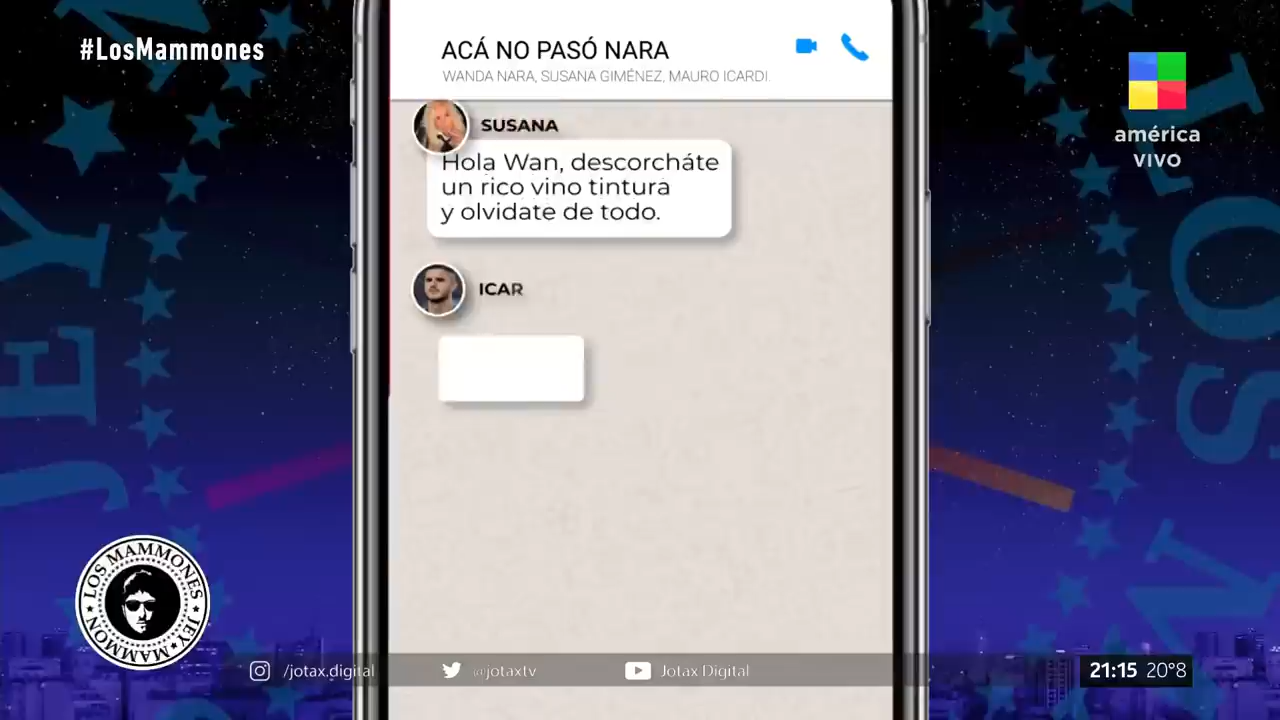 #LosMammones
ACÁ NO PASÓ NARA
WANDA NARA, SUSANA GIMÉNEZ, MAURO ICARDI.
américa
VIVO
SUSANA
Hola Wan, descorcháte
un rico vino tintura
y olvidate de todo.
ICAR
JEY
LOS MAMMONES
JEY MAMMON
/jotax.digital
@jotaxtv
Jotax Digital
21:15 20°8